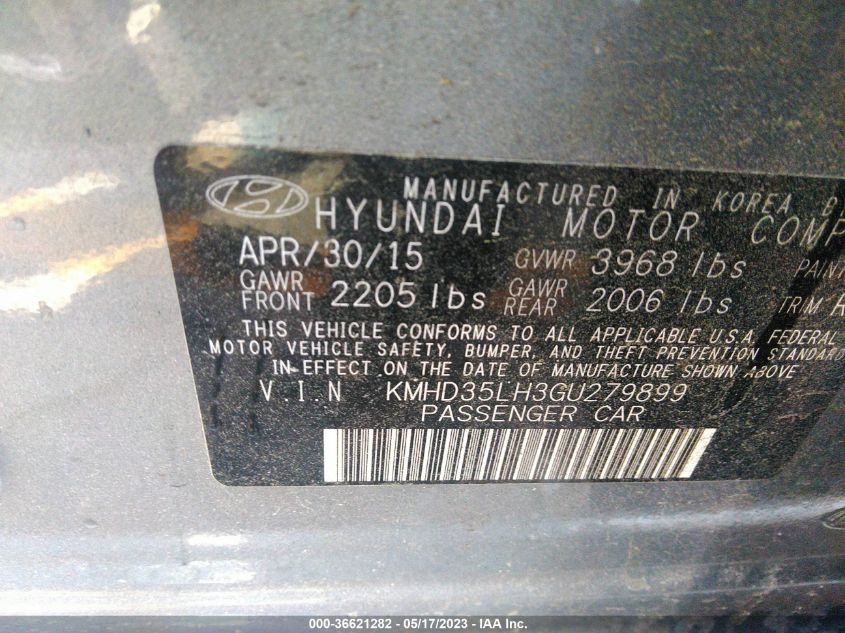 MANUFACTURED IN KOREA
HYUNDAI MOTOR
APR/30/15 GVWR 3968 lbs
GAWR FRONT 2205 lbs GAWR REAR 2006 lbs TRIM
THIS VEHICLE CONFORMS TO ALL APPLICABLE U.S.A. FEDERAL
MOTOR VEHICLE SAFETY, BUMPER, AND THEFT PREVENTION STANDARD
IN EFFECT ON THE DATE OF MANUFACTURE SHOWN ABOVE
V.I.N KMHD35LH3GU279899
PASSENGER CAR
000-36621282 - 05/17/2023 - IAA Inc.